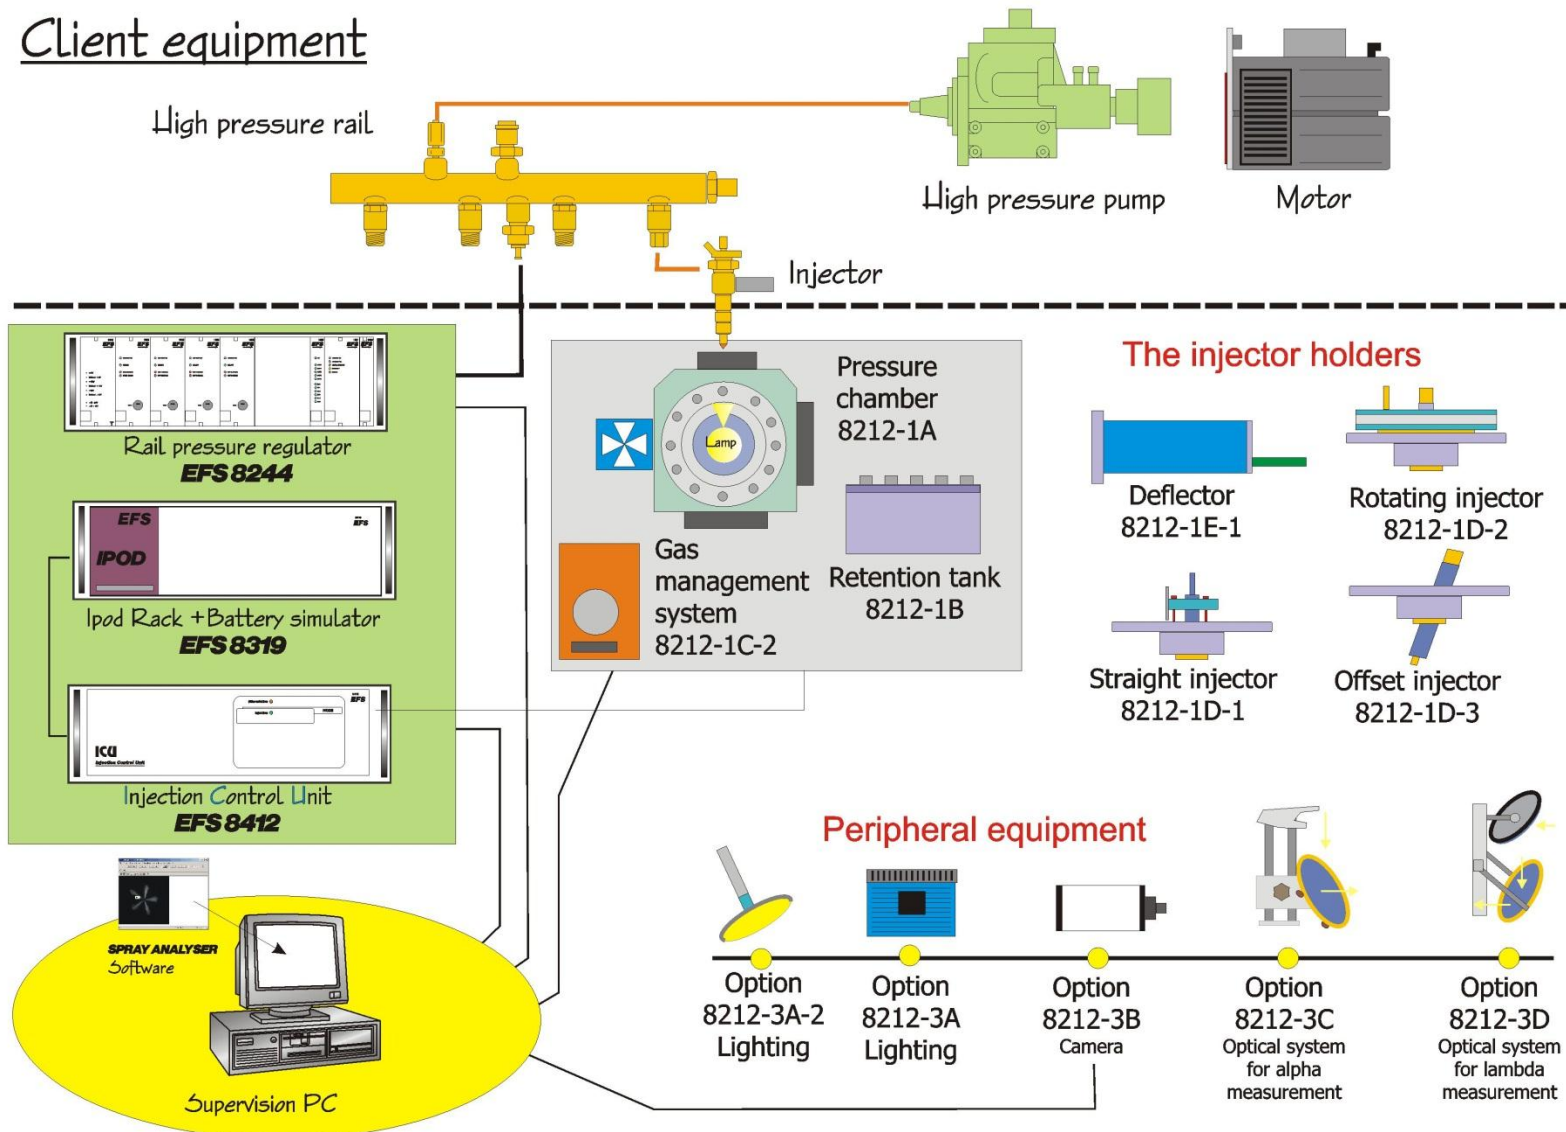 Client equipment
High pressure rail
High pressure pump
Motor
Injector
Rail pressure regulator
EFS 8244
EFS
IPOD
EFS
Ipod Rack + Battery simulator
EFS 8319
EFS
ICU
Injection Control Unit
Injection Control Unit
EFS 8412
SPRAY ANALYSER
Software
Supervision PC
Lamp
Pressure
chamber
8212-1A
Gas
management
system
8212-1C-2
Retention tank
8212-1B
The injector holders
Deflector
8212-1E-1
Rotating injector
8212-1D-2
Straight injector
8212-1D-1
Offset injector
8212-1D-3
Peripheral equipment
Option
8212-3A-2
Lighting
Option
8212-3A
Lighting
Option
8212-3B
Camera
Option
8212-3C
Optical system
for alpha
measurement
Option
8212-3D
Optical system
for lambda
measurement